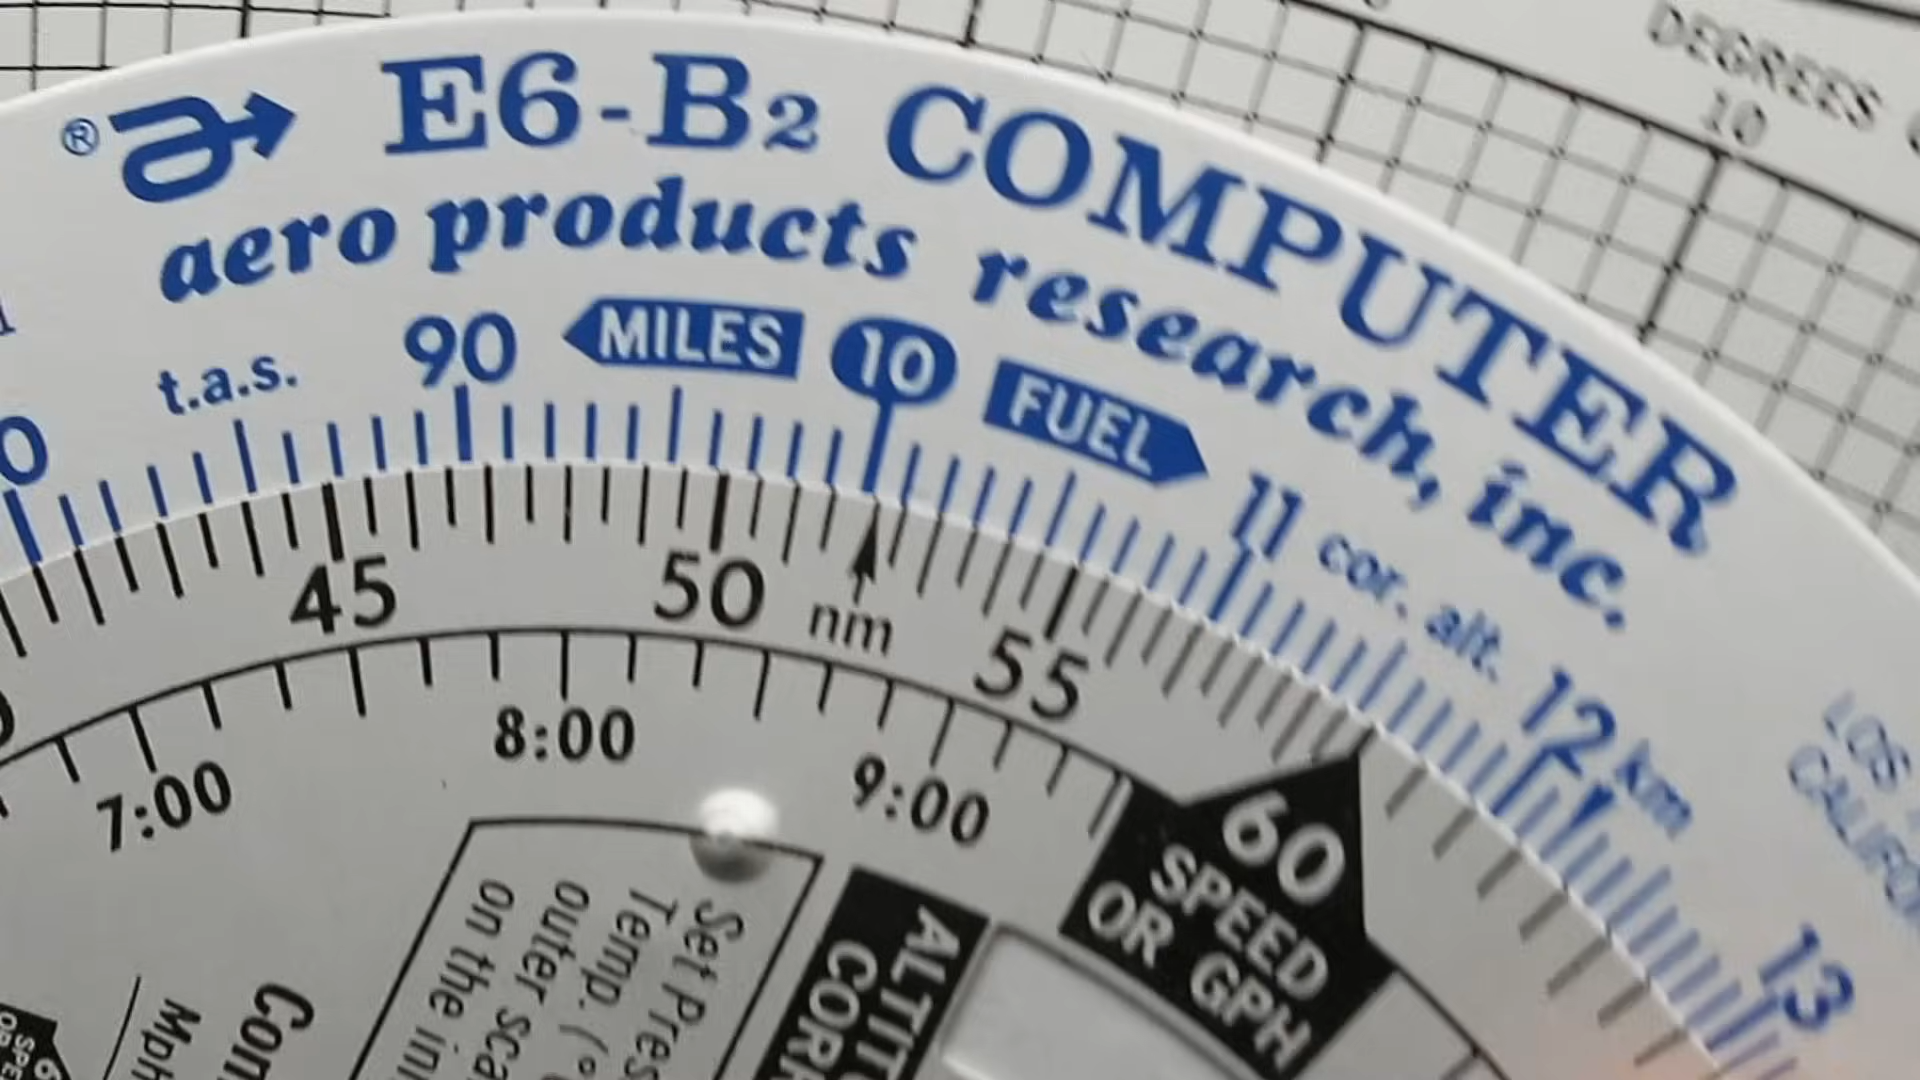 DEGREES
10
® E6-B2 COMPUTER
aero products research, inc.
t.a.s. 90 MILES 10 FUEL 11 cor. alt. 12 km 13
45 50 nm 55 60
SPEED
OR GPH
7:00 8:00 9:00
LOS
Set Pres
Temp. (°
outer sca
on the in
ALTIT
COR
Con
Mph